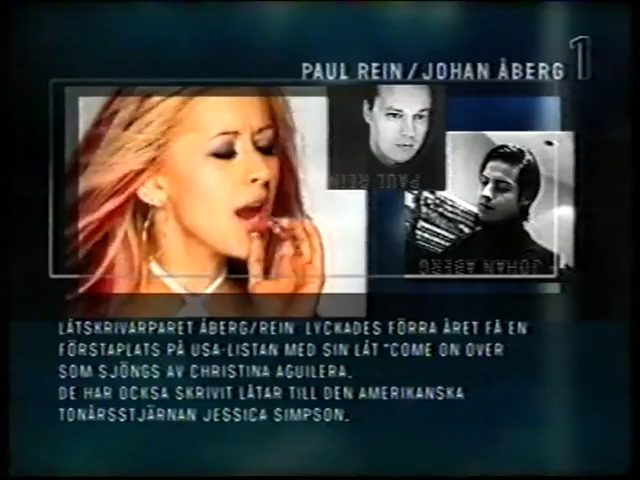 PAUL REIN/JOHAN ÅBERG 1
PAUL REIN
JOHAN ÅBERG
LÅTSKRIVARPARET ÅBERG/REIN LYCKADES FÖRRA ÅRET FÅ EN
FÖRSTAPLATS PÅ USA-LISTAN MED SIN LÅT "COME ON OVER
SOM SJÖNGS AV CHRISTINA AGUILERA.
DE HAR OCKSA SKRIVIT LÅTAR TILL DEN AMERIKANSKA
TONÅRSSTJÄRNAN JESSICA SIMPSON.